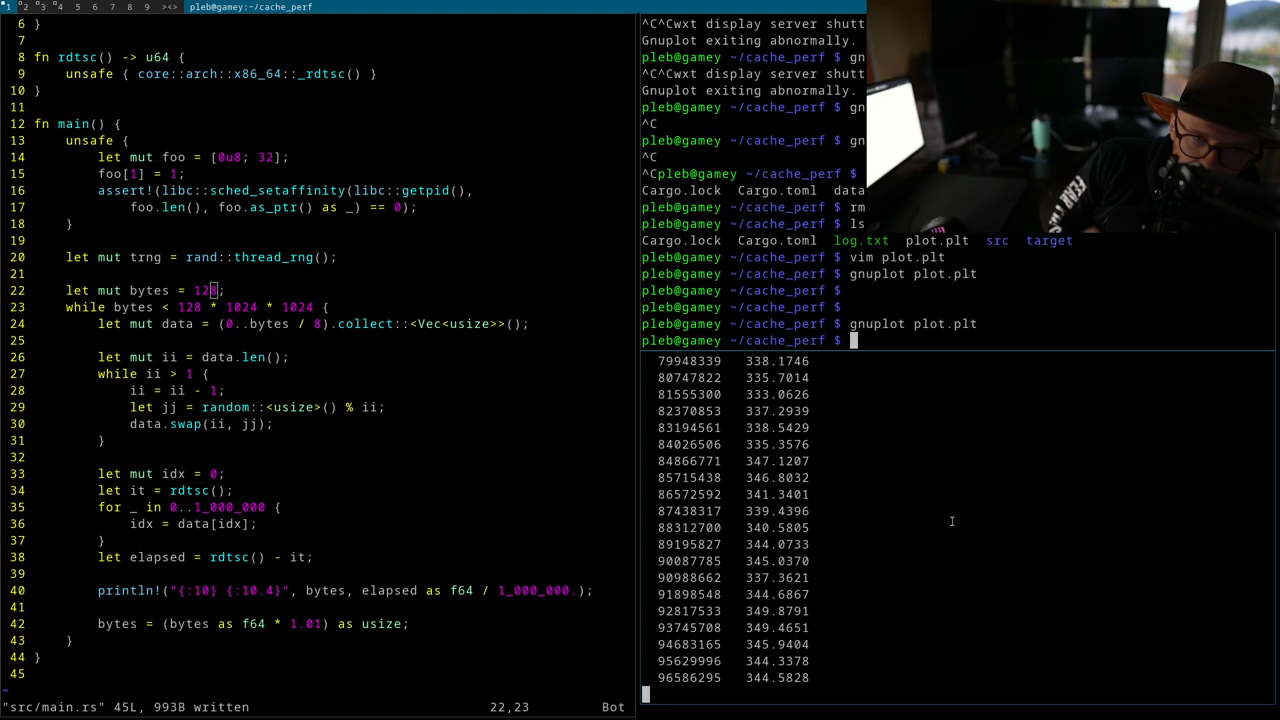 1 2 3 4 5 6 7 8 9 ><> pleb@gamey:~/cache_perf
6 }
7
8 fn rdtsc() -> u64 {
9     unsafe { core::arch::x86_64::_rdtsc() }
10 }
11
12 fn main() {
13     unsafe {
14         let mut foo = [0u8; 32];
15         foo[1] = 1;
16         assert!(libc::sched_setaffinity(libc::getpid(),
17             foo.len(), foo.as_ptr() as _) == 0);
18     }
19
20     let mut trng = rand::thread_rng();
21
22     let mut bytes = 128;
23     while bytes < 128 * 1024 * 1024 {
24         let mut data = (0..bytes / 8).collect::<Vec<usize>>();
25
26         let mut ii = data.len();
27         while ii > 1 {
28             ii = ii - 1;
29             let jj = random::<usize>() % ii;
30             data.swap(ii, jj);
31         }
32
33         let mut idx = 0;
34         let it = rdtsc();
35         for _ in 0..1_000_000 {
36             idx = data[idx];
37         }
38         let elapsed = rdtsc() - it;
39
40         println!("{:10} {:10.4}", bytes, elapsed as f64 / 1_000_000.);
41
42         bytes = (bytes as f64 * 1.01) as usize;
43     }
44 }
45
~
"src/main.rs" 45L, 993B written 22,23 Bot
^C^Cwxt display server shutt
Gnuplot exiting abnormally.
pleb@gamey ~/cache_perf $ gn
^C^Cwxt display server shutt
Gnuplot exiting abnormally.
pleb@gamey ~/cache_perf $ gn
^C
pleb@gamey ~/cache_perf $ gn
^C
^Cpleb@gamey ~/cache_perf $
Cargo.lock  Cargo.toml  data
pleb@gamey ~/cache_perf $ rm
pleb@gamey ~/cache_perf $ ls
Cargo.lock  Cargo.toml  log.txt  plot.plt  src  target
pleb@gamey ~/cache_perf $ vim plot.plt
pleb@gamey ~/cache_perf $ gnuplot plot.plt
pleb@gamey ~/cache_perf $
pleb@gamey ~/cache_perf $
pleb@gamey ~/cache_perf $ gnuplot plot.plt
pleb@gamey ~/cache_perf $
79948339 338.1746
80747822 335.7014
81555300 333.0626
82370853 337.2939
83194561 338.5429
84026506 335.3576
84866771 347.1207
85715438 346.8032
86572592 341.3401
87438317 339.4396
88312700 340.5805
89195827 344.0733
90087785 345.0370
90988662 337.3621
91898548 344.6867
92817533 349.8791
93745708 349.4651
94683165 345.9404
95629996 344.3378
96586295 344.5828